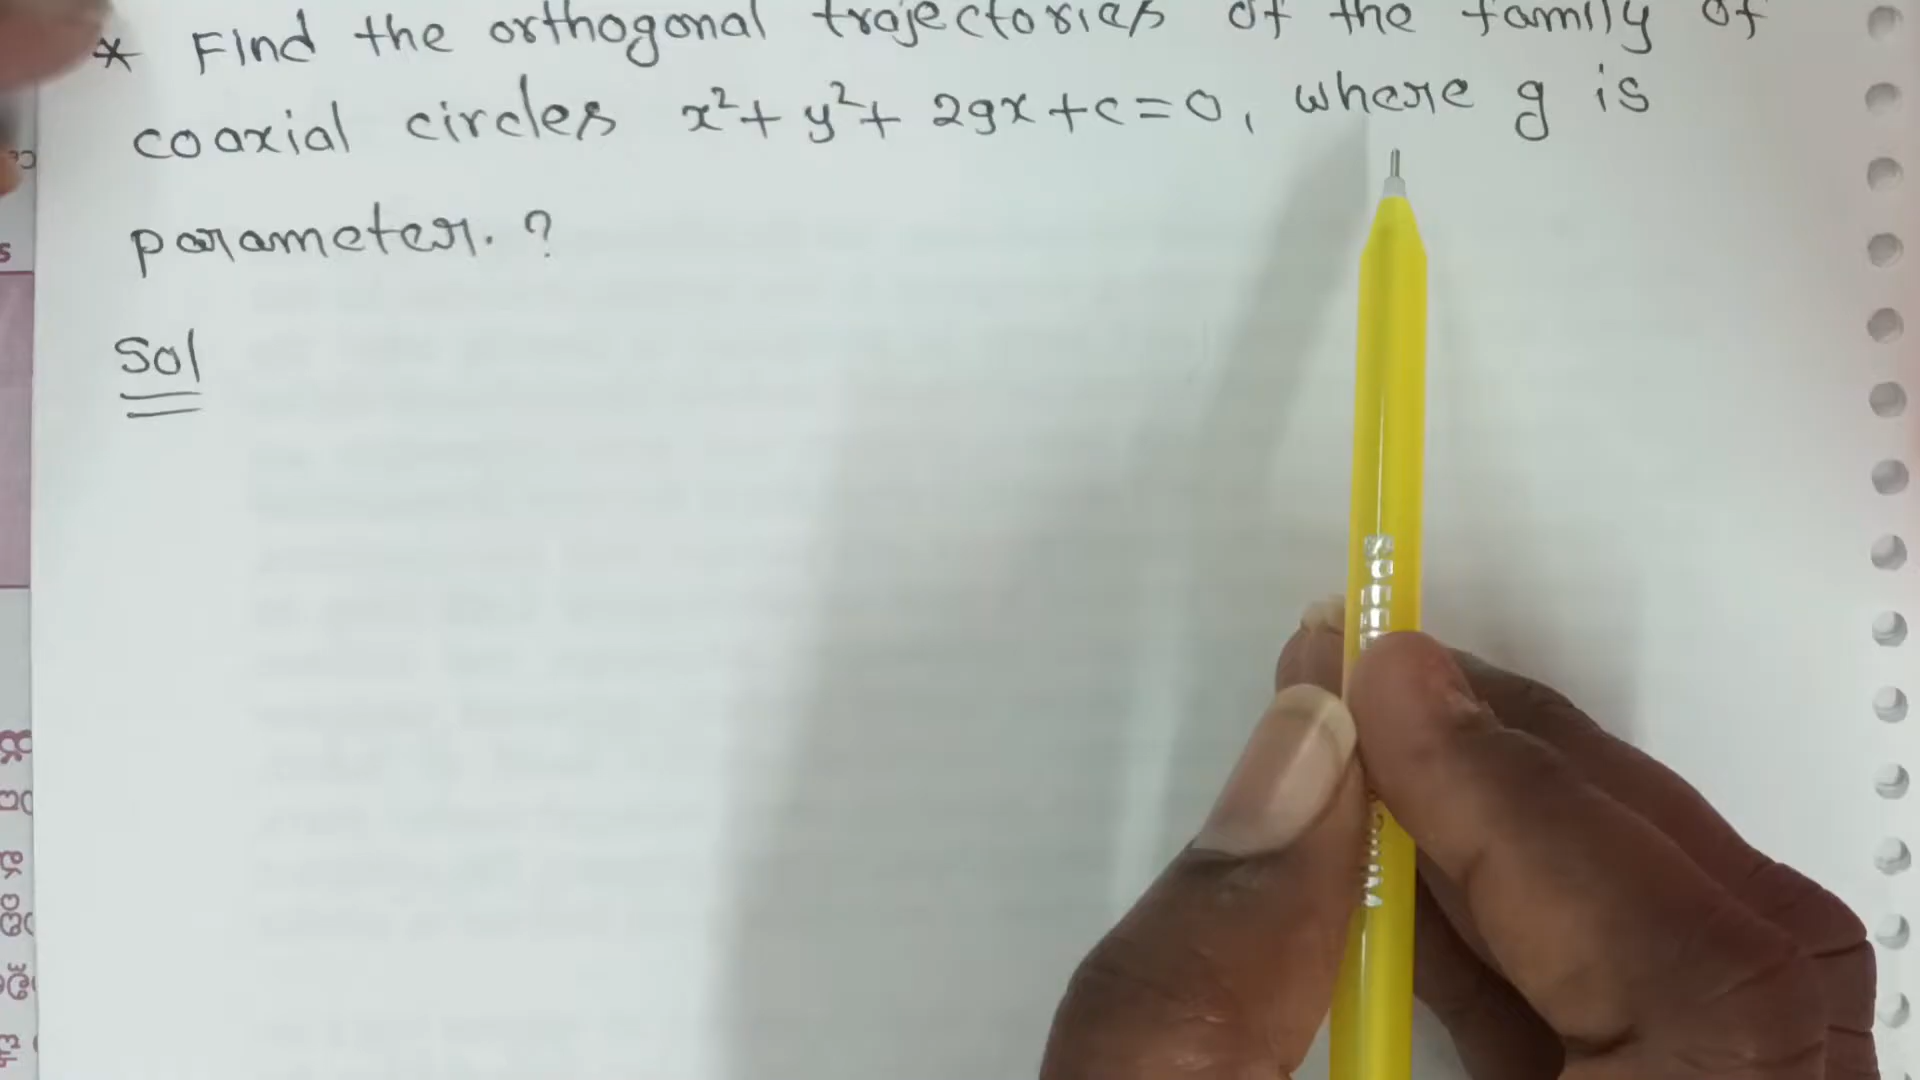 * Find the orthogonal trajectories of the family of
coaxial circles x²+ y²+ 2gx+c=0, where g is
parameter. ?
Sol